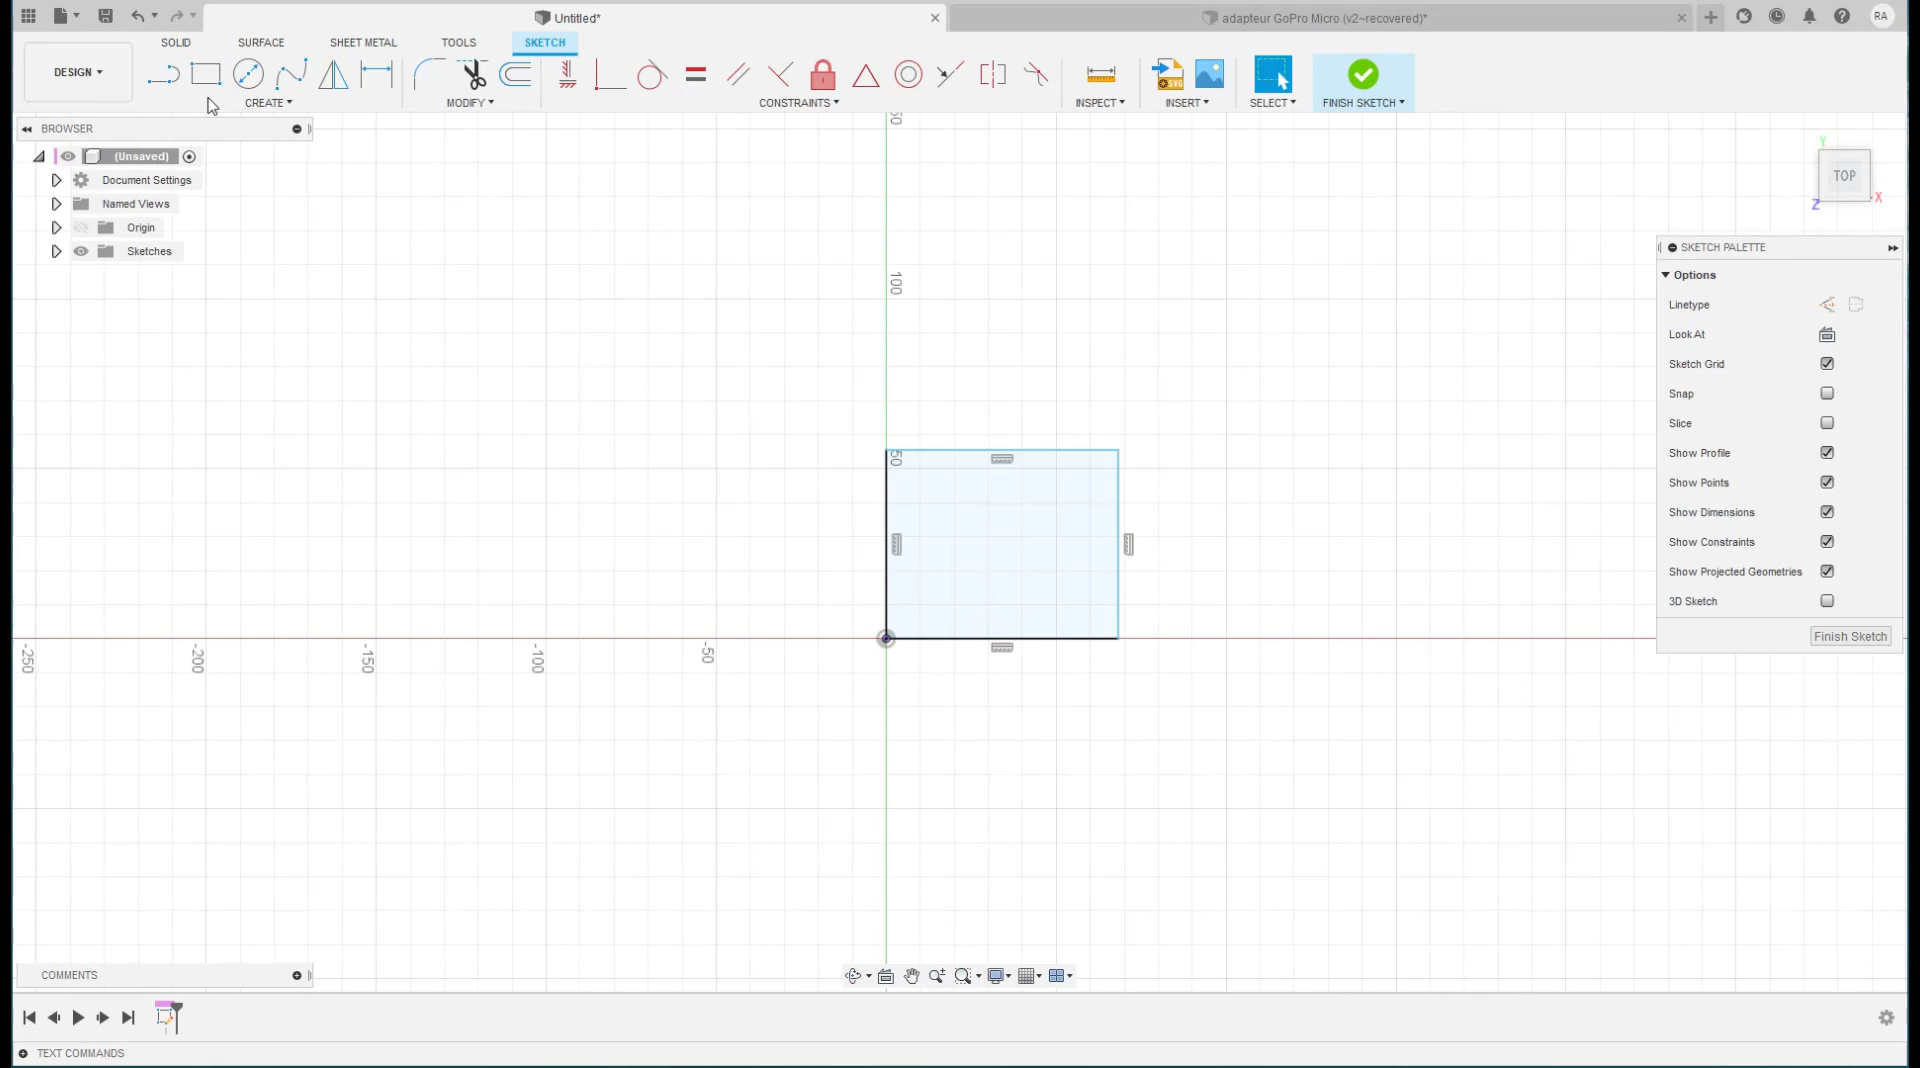 Untitled*
adapteur GoPro Micro (v2~recovered)*
RA
DESIGN
SOLID
SURFACE
SHEET METAL
TOOLS
SKETCH
CREATE
MODIFY
CONSTRAINTS
INSPECT
INSERT
SELECT
FINISH SKETCH
BROWSER
(Unsaved)
Document Settings
Named Views
Origin
Sketches
Y
TOP
X
Z
SKETCH PALETTE
Options
Linetype
Look At
Sketch Grid
Snap
Slice
Show Profile
Show Points
Show Dimensions
Show Constraints
Show Projected Geometries
3D Sketch
Finish Sketch
100
50
-250
-200
-150
-100
-50
COMMENTS
TEXT COMMANDS